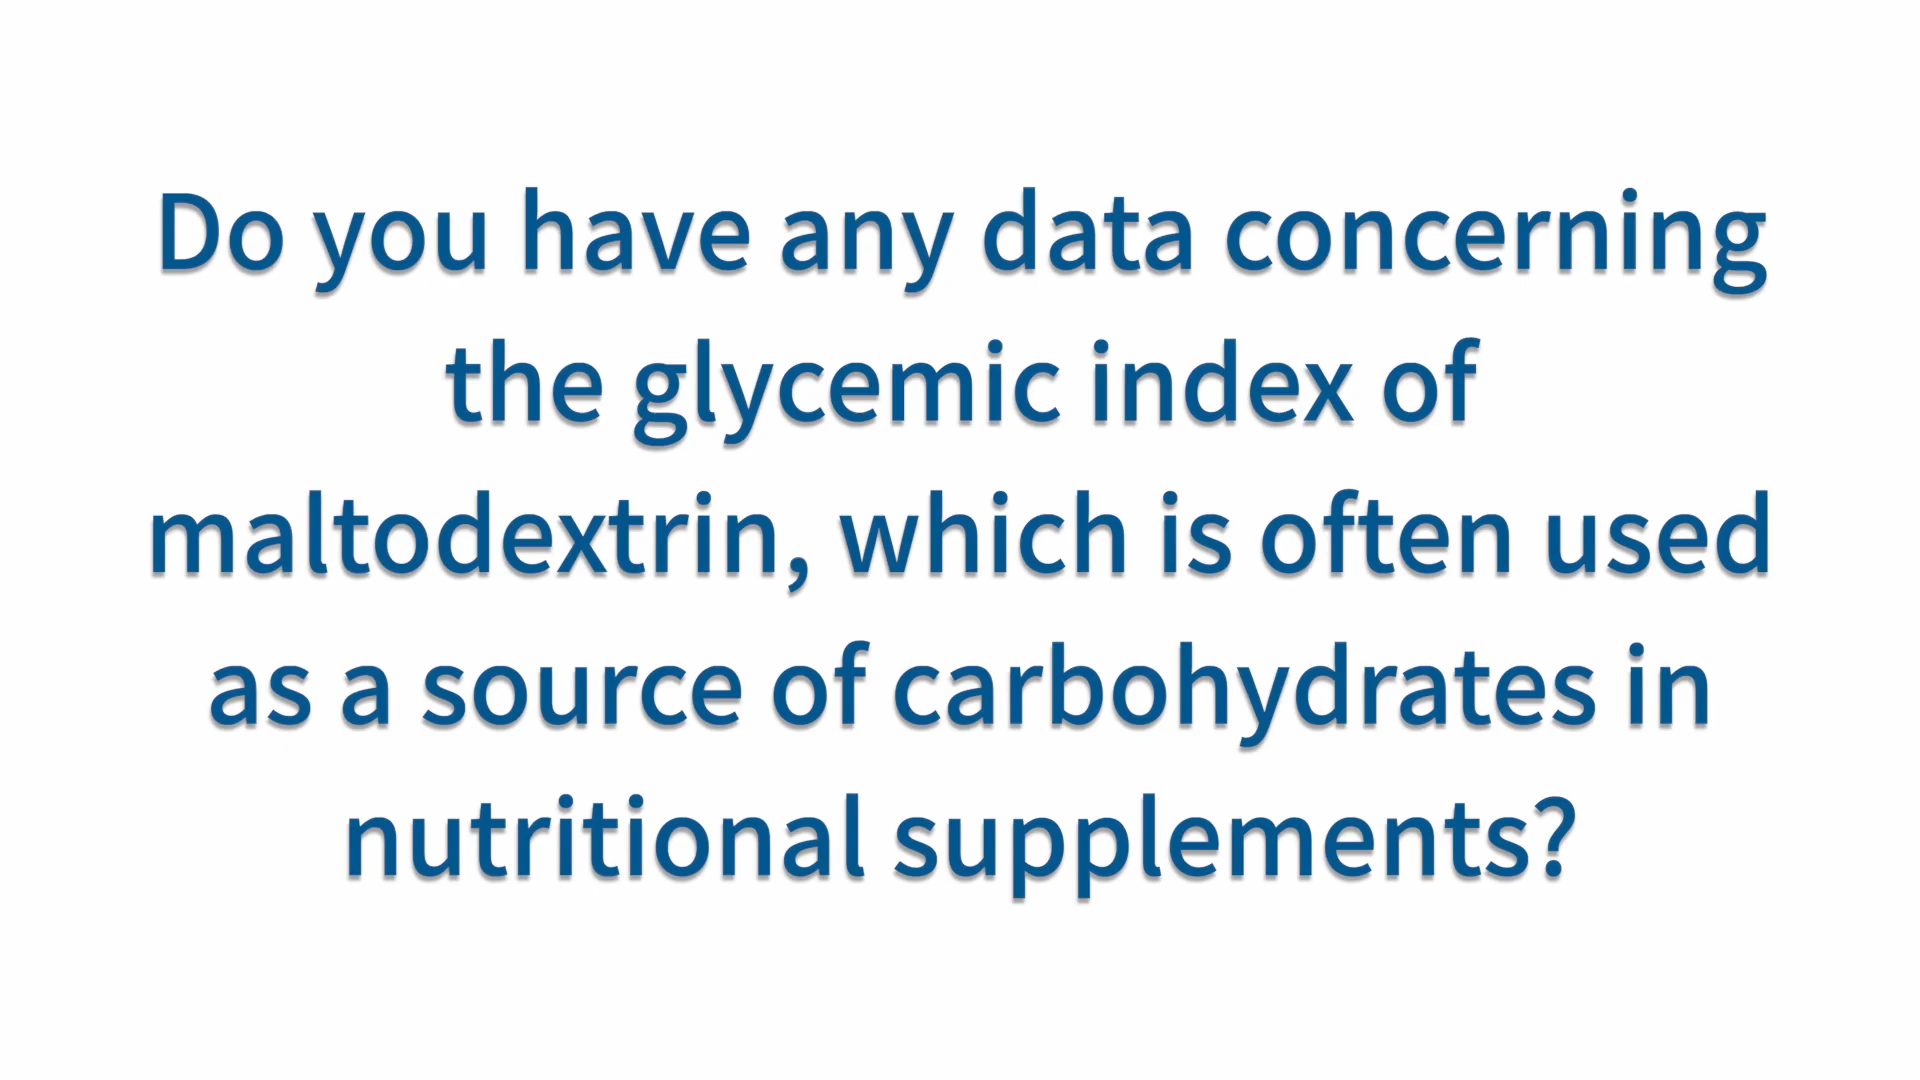 Do you have any data concerning
the glycemic index of
maltodextrin, which is often used
as a source of carbohydrates in
nutritional supplements?